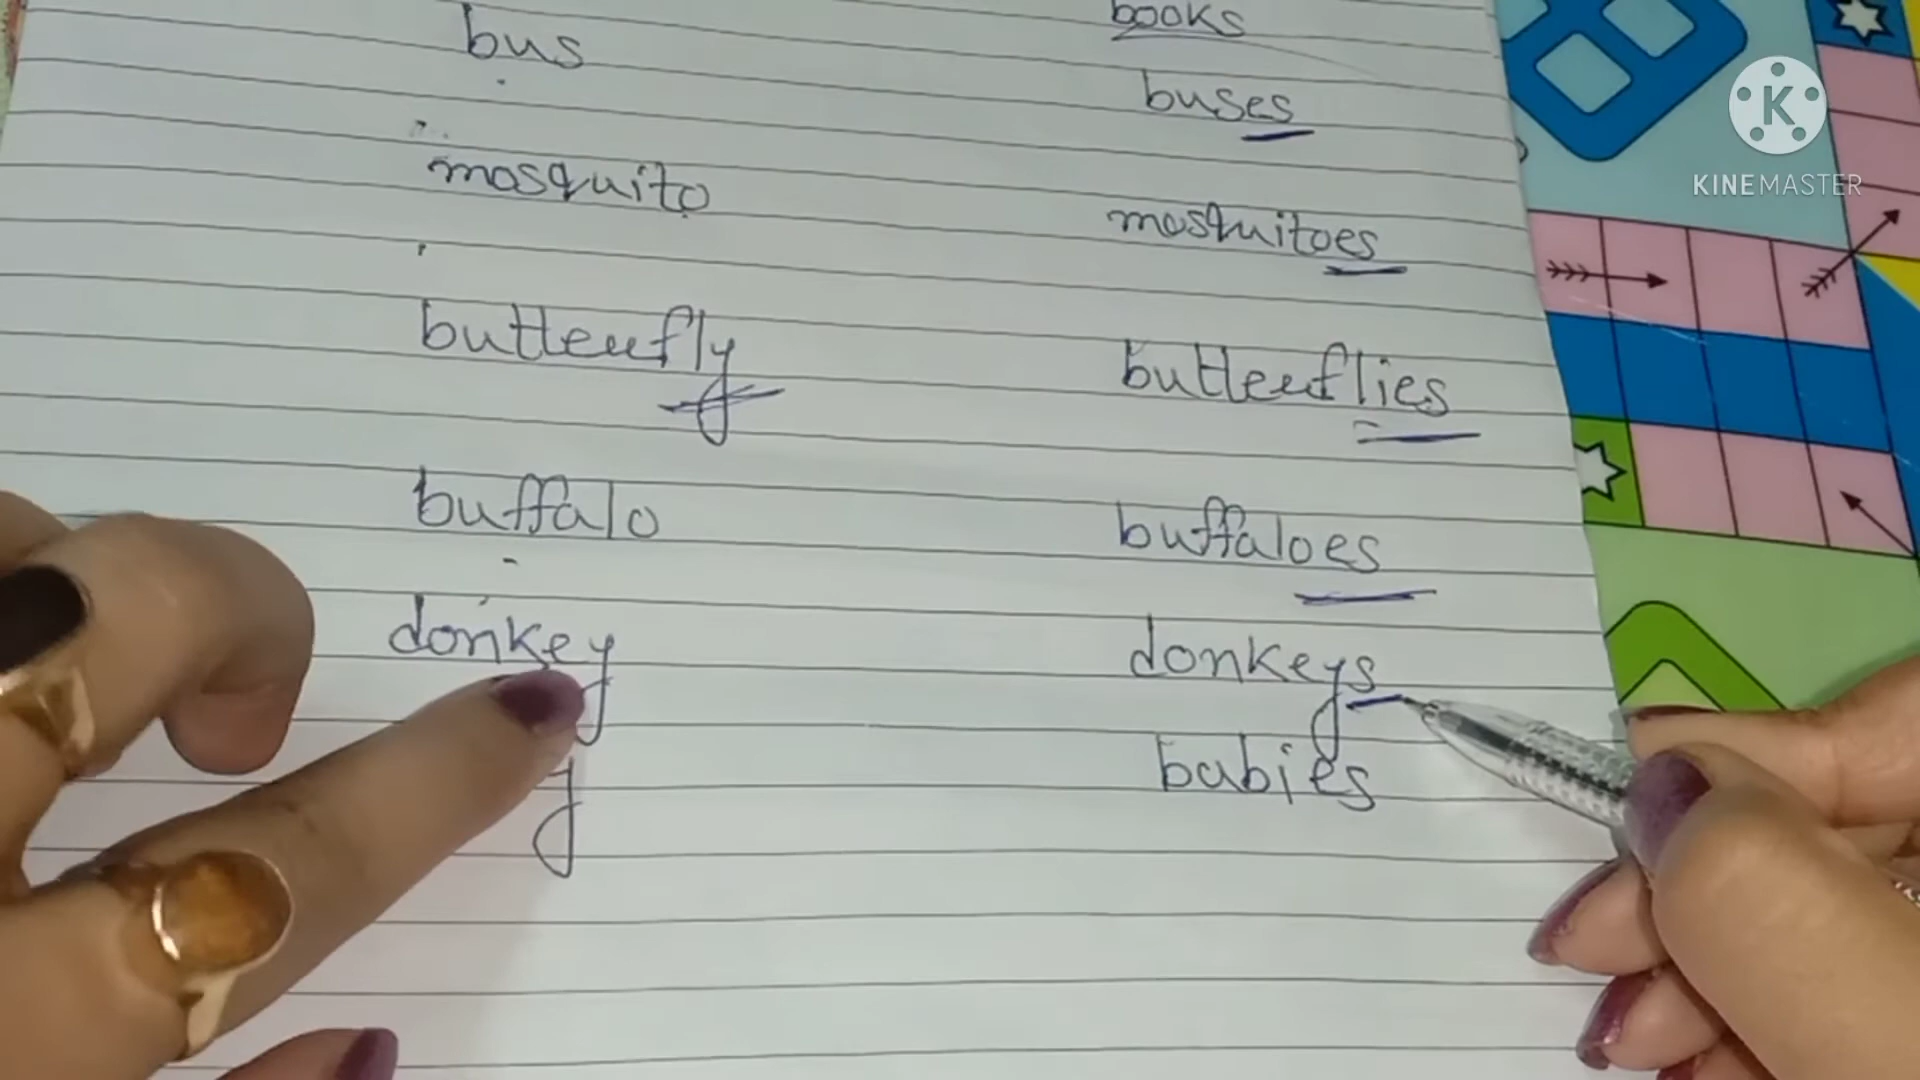 books
bus buses
mosquito mosquitoes
butterfly butterflies
buffalo buffaloes
donkey donkeys
y babies
K
KINEMASTER